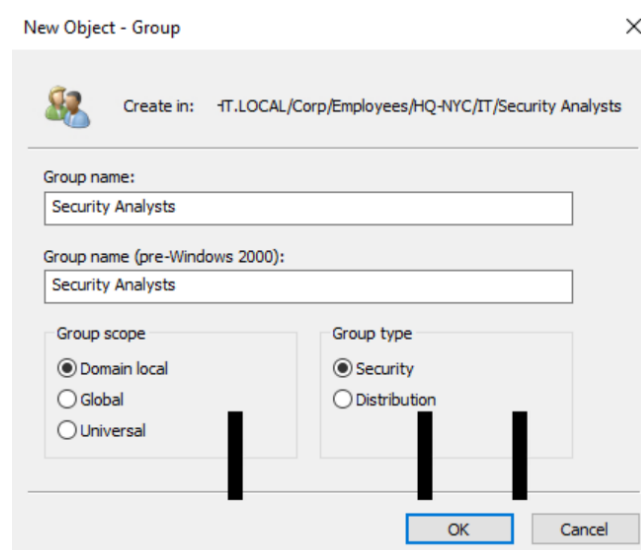 New Object - Group
Create in: -IT.LOCAL/Corp/Employees/HQ-NYC/IT/Security Analysts
Group name:
Security Analysts
Group name (pre-Windows 2000):
Security Analysts
Group scope
Domain local
Global
Universal
Group type
Security
Distribution
OK
Cancel